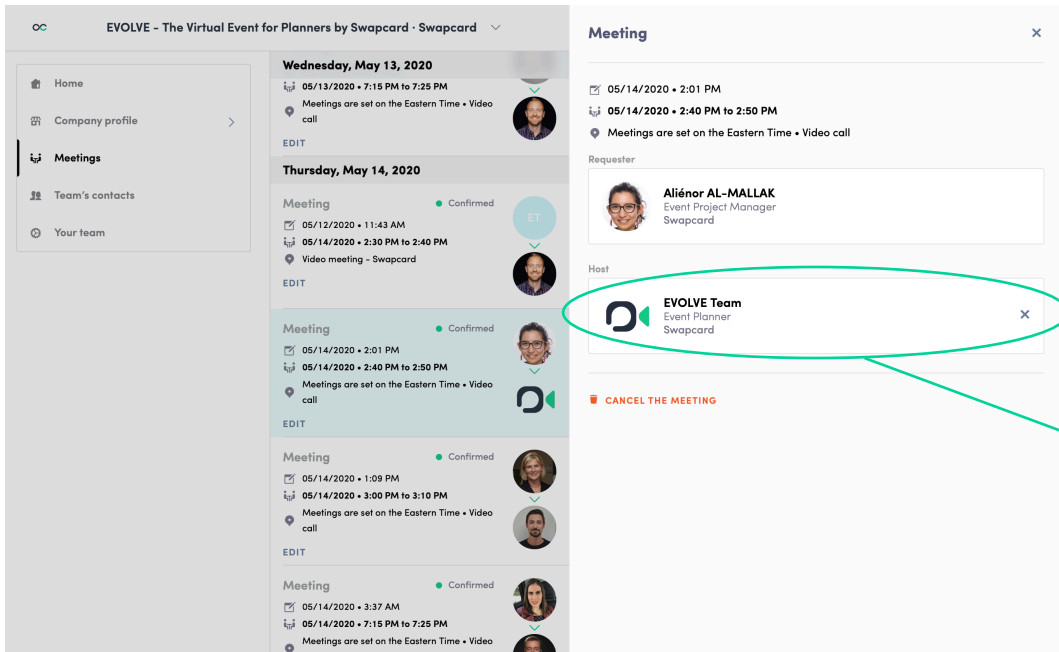 EVOLVE - The Virtual Event for Planners by Swapcard · Swapcard
Home
Company profile
Meetings
Team's contacts
Your team
Wednesday, May 13, 2020
05/13/2020 • 7:15 PM to 7:25 PM
Meetings are set on the Eastern Time • Video
call
EDIT
Thursday, May 14, 2020
Meeting
Confirmed
ET
05/12/2020 • 11:43 AM
05/14/2020 • 2:30 PM to 2:40 PM
Video meeting - Swapcard
EDIT
Meeting
Confirmed
05/14/2020 • 2:01 PM
05/14/2020 • 2:40 PM to 2:50 PM
Meetings are set on the Eastern Time • Video
call
EDIT
Meeting
Confirmed
05/14/2020 • 1:09 PM
05/14/2020 • 3:00 PM to 3:10 PM
Meetings are set on the Eastern Time • Video
call
EDIT
Meeting
Confirmed
05/14/2020 • 3:37 AM
05/14/2020 • 7:15 PM to 7:25 PM
Meetings are set on the Eastern Time • Video
Meeting
05/14/2020 • 2:01 PM
05/14/2020 • 2:40 PM to 2:50 PM
Meetings are set on the Eastern Time • Video call
Requester
Aliénor AL-MALLAK
Event Project Manager
Swapcard
Host
EVOLVE Team
Event Planner
Swapcard
CANCEL THE MEETING